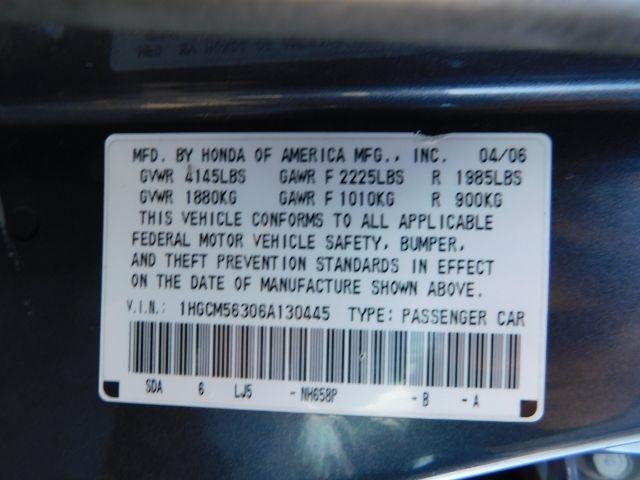 MFD. BY HONDA OF AMERICA MFG., INC. 04/06
GVWR 4145LBS GAWR F 2225LBS R 1985LBS
GVWR 1880KG GAWR F 1010KG R 900KG
THIS VEHICLE CONFORMS TO ALL APPLICABLE
FEDERAL MOTOR VEHICLE SAFETY, BUMPER,
AND THEFT PREVENTION STANDARDS IN EFFECT
ON THE DATE OF MANUFACTURE SHOWN ABOVE.
V.I.N.: 1HGCM56306A130445 TYPE: PASSENGER CAR
SDA 6 LJ5 -NH658P -B -A